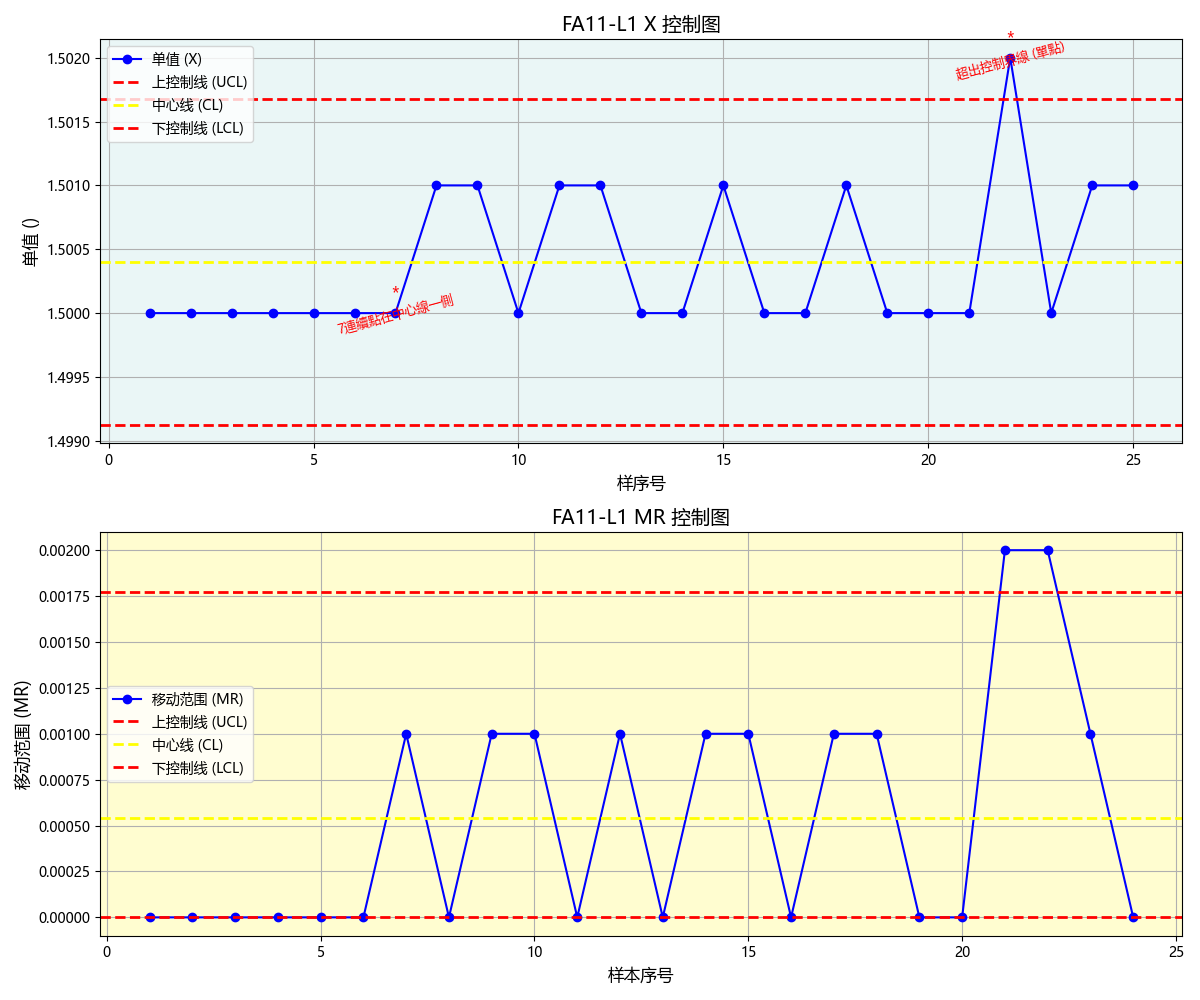 FA11-L1 X 控制图
单值 (X)
上控制线 (UCL)
中心线 (CL)
下控制线 (LCL)
*
超出控制界線 (單點)
*
7連續點在中心線一側
单值 ()
1.5020
1.5015
1.5010
1.5005
1.5000
1.4995
1.4990
0 5 10 15 20 25
样序号
FA11-L1 MR 控制图
移动范围 (MR)
上控制线 (UCL)
中心线 (CL)
下控制线 (LCL)
移动范围 (MR)
0.00200
0.00175
0.00150
0.00125
0.00100
0.00075
0.00050
0.00025
0.00000
0 5 10 15 20 25
样本序号